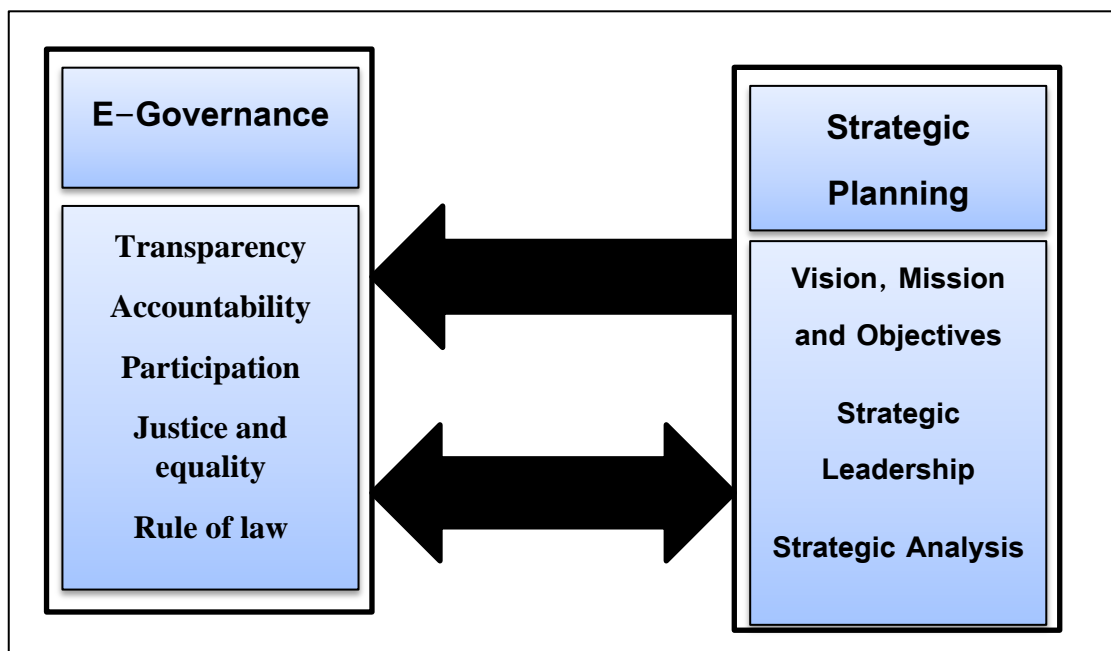 E-Governance
Transparency
Accountability
Participation
Justice and
equality
Rule of law
Strategic
Planning
Vision, Mission
and Objectives
Strategic
Leadership
Strategic Analysis